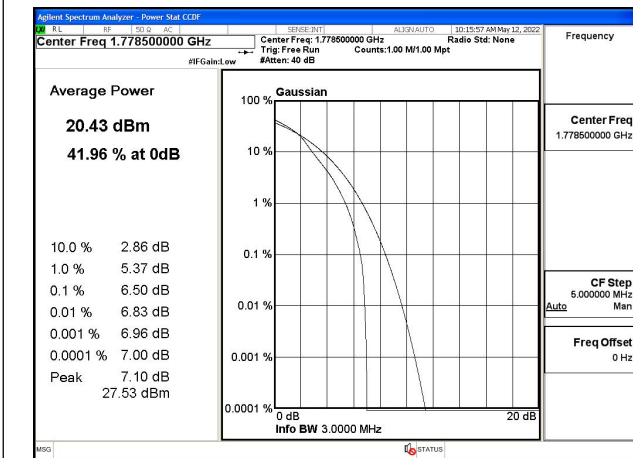 Agilent Spectrum Analyzer - Power Stat CCDF
RL RF 50 Ω AC SENSE:INT ALIGN AUTO 10:15:57 AM May 12, 2022
Center Freq 1.778500000 GHz
#IFGain:Low
Center Freq: 1.778500000 GHz Radio Std: None
Trig: Free Run Counts:1.00 M/1.00 Mpt
#Atten: 40 dB
Frequency
Average Power
20.43 dBm
41.96 % at 0dB
10.0 % 2.86 dB
1.0 % 5.37 dB
0.1 % 6.50 dB
0.01 % 6.83 dB
0.001 % 6.96 dB
0.0001 % 7.00 dB
Peak 7.10 dB
27.53 dBm
Gaussian
100 %
10 %
1 %
0.1 %
0.01 %
0.001 %
0.0001 %
0 dB 20 dB
Info BW 3.0000 MHz
Center Freq
1.778500000 GHz
CF Step
5.000000 MHz
Auto Man
Freq Offset
0 Hz
MSG STATUS